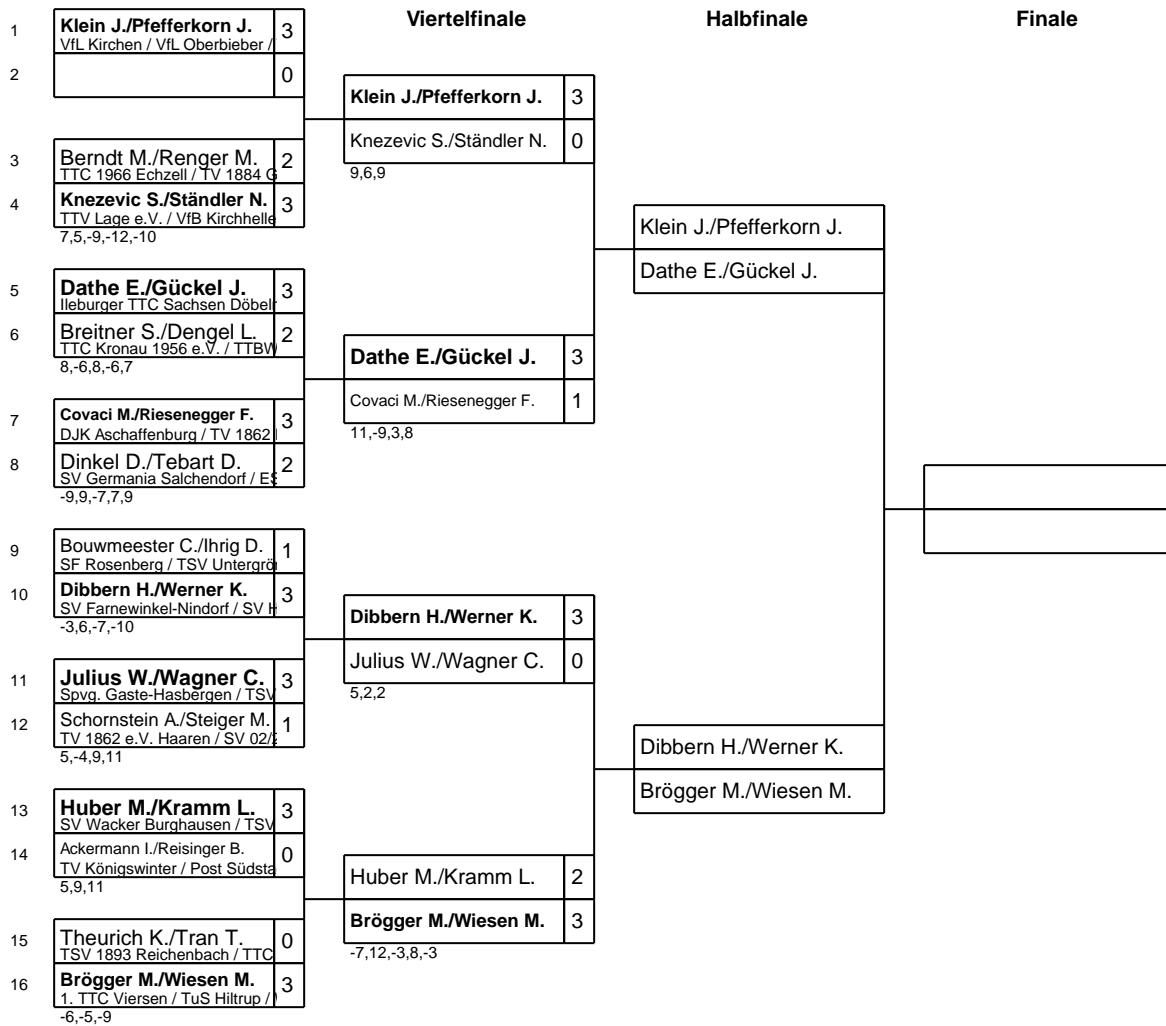 Viertelfinale Halbfinale Finale
1 Klein J./Pfefferkorn J. 3
VfL Kirchen / VfL Oberbieber /
2 0
3 Berndt M./Renger M. 2
TTC 1966 Echzell / TV 1884 G
4 Knezevic S./Ständler N. 3
TTV Lage e.V. / VfB Kirchhelle
7,5,-9,-12,-10
5 Dathe E./Gückel J. 3
Ileburger TTC Sachsen Döbeln
6 Breitner S./Dengel L. 2
TTC Kronau 1956 e.V. / TTBW
8,-6,8,-6,7
7 Covaci M./Riesenegger F. 3
DJK Aschaffenburg / TV 1862
8 Dinkel D./Tebart D. 2
SV Germania Salchendorf / ES
-9,9,-7,7,9
9 Bouwmeester C./Ihrig D. 1
SF Rosenberg / TSV Untergrö
10 Dibbern H./Werner K. 3
SV Farnewinkel-Nindorf / SV H
-3,6,-7,-10
11 Julius W./Wagner C. 3
Spvg. Gaste-Hasbergen / TSV
12 Schornstein A./Steiger M. 1
TV 1862 e.V. Haaren / SV 02/2
5,-4,9,11
13 Huber M./Kramm L. 3
SV Wacker Burghausen / TSV
14 Ackermann I./Reisinger B. 0
TV Königswinter / Post Südsta
5,9,11
15 Theurich K./Tran T. 0
TSV 1893 Reichenbach / TTC
16 Brögger M./Wiesen M. 3
1. TTC Viersen / TuS Hiltrup /
-6,-5,-9
Klein J./Pfefferkorn J. 3
Knezevic S./Ständler N. 0
9,6,9
Dathe E./Gückel J. 3
Covaci M./Riesenegger F. 1
11,-9,3,8
Dibbern H./Werner K. 3
Julius W./Wagner C. 0
5,2,2
Huber M./Kramm L. 2
Brögger M./Wiesen M. 3
-7,12,-3,8,-3
Klein J./Pfefferkorn J.
Dathe E./Gückel J.
Dibbern H./Werner K.
Brögger M./Wiesen M.